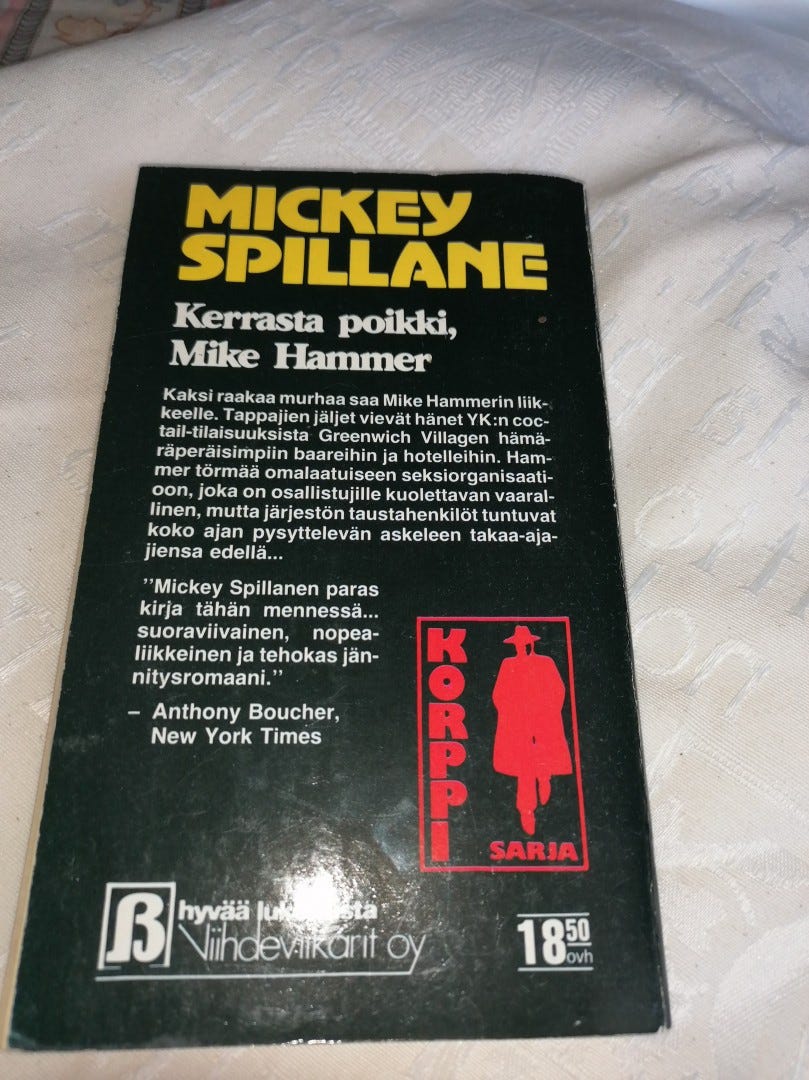 MICKEY
SPILLANE
Kerrasta poikki,
Mike Hammer
Kaksi raakaa murhaa saa Mike Hammerin liik-
keelle. Tappajien jäljet vievät hänet YK:n coc-
tail-tilaisuuksista Greenwich Villagen hämä-
räperäisimpiin baareihin ja hotelleihin. Ham-
mer törmää omalaatuiseen seksiorganisaati-
oon, joka on osallistujille kuolettavan vaaral-
linen, mutta järjestön taustahenkilöt tuntuvat
koko ajan pysyttelevän askeleen takaa-aja-
jiensa edellä...
"Mickey Spillanen paras
kirja tähän mennessä...
suoraviivainen, nopea-
liikkeinen ja tehokas jän-
nitysromaani."
– Anthony Boucher,
New York Times
KORPPI
SARJA
hyvää
Viihdeviikarit oy
18 50
ovh